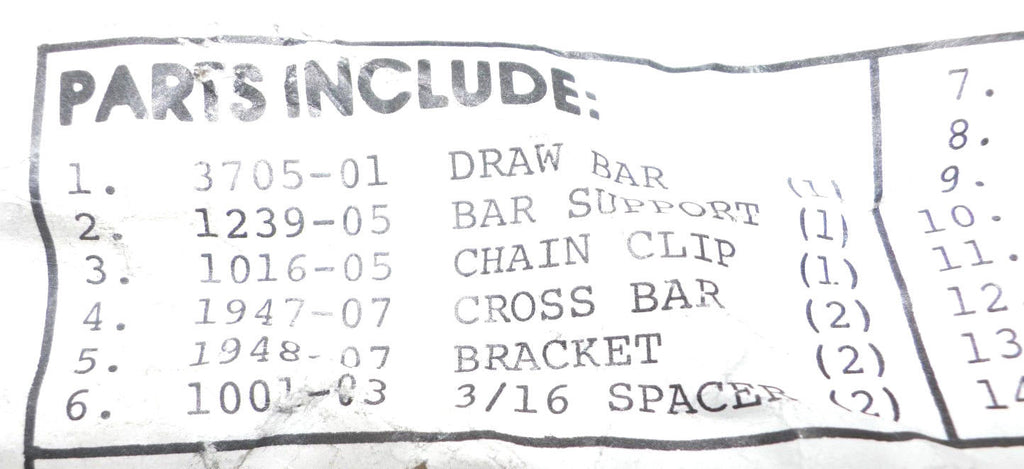 PARTS INCLUDE:
1. 3705-01 DRAW BAR (1)
2. 1239-05 BAR SUPPORT (1)
3. 1016-05 CHAIN CLIP (1)
4. 1947-07 CROSS BAR (2)
5. 1948-07 BRACKET (2)
6. 1001-03 3/16 SPACER (2)
7.
8.
9.
10.
11.
12
13
14